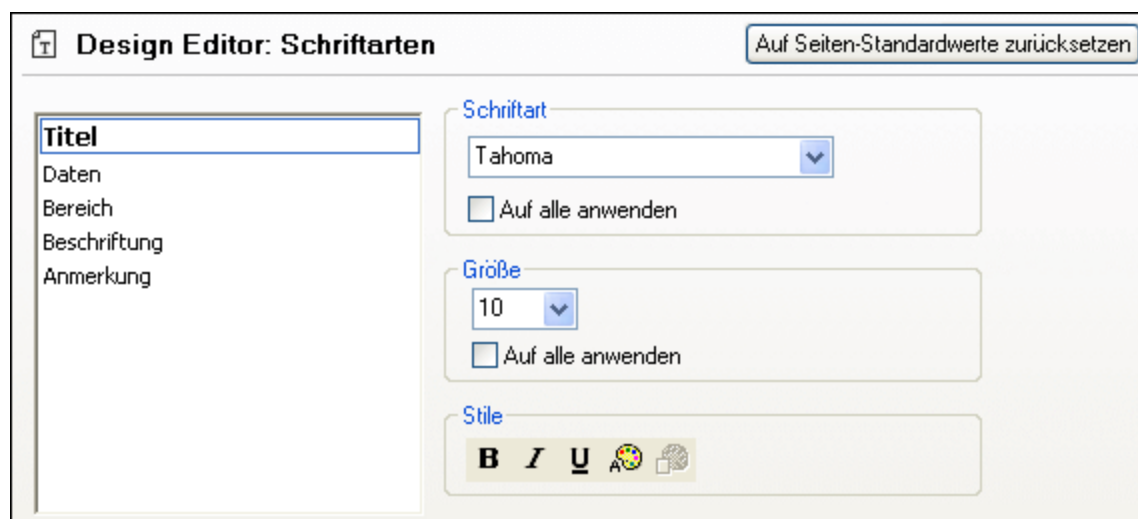 Design Editor: Schriftarten
Auf Seiten-Standardwerte zurücksetzen
Titel
Daten
Bereich
Beschriftung
Anmerkung
Schriftart
Tahoma
Auf alle anwenden
Größe
10
Auf alle anwenden
Stile
B I U